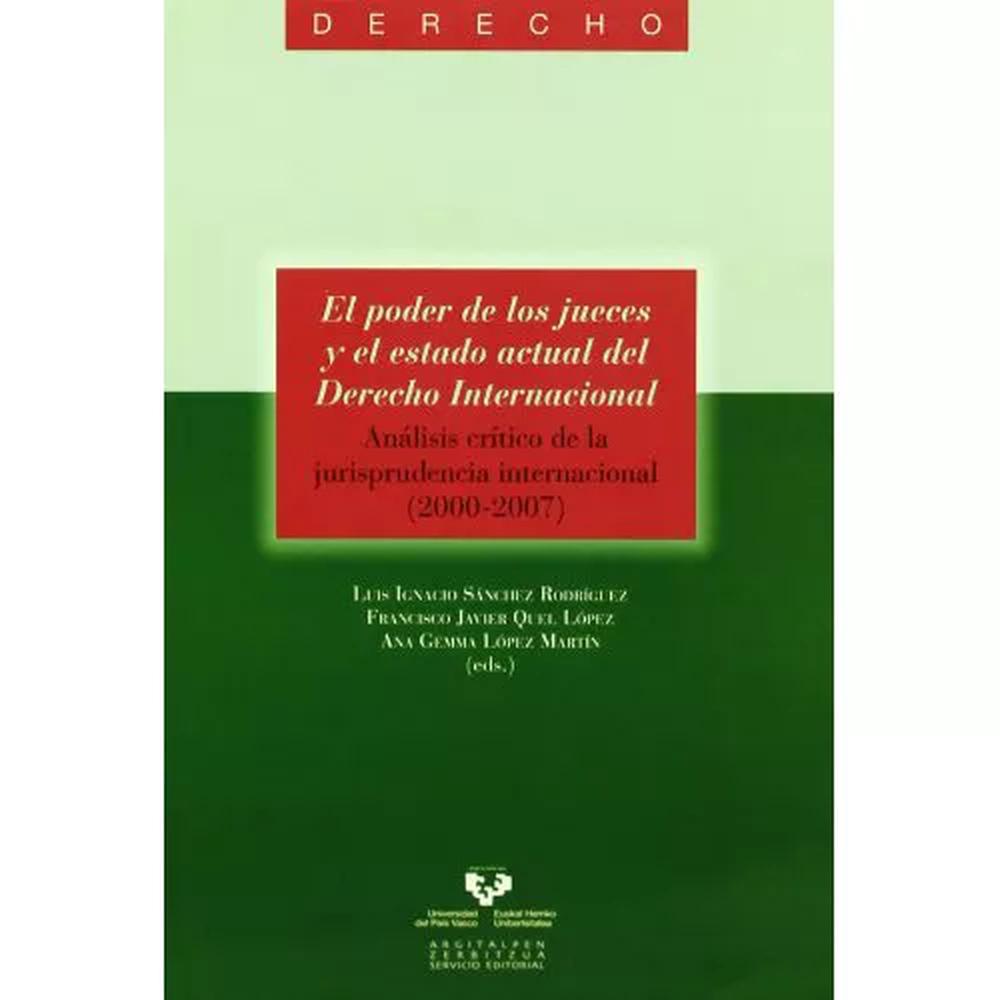 DERECHO
El poder de los jueces
y el estado actual del
Derecho Internacional
Análisis crítico de la
jurisprudencia internacional
(2000-2007)
LUIS IGNACIO SÁNCHEZ RODRÍGUEZ
FRANCISCO JAVIER QUEL LÓPEZ
ANA GEMMA LÓPEZ MARTÍN
(eds.)
Universidad del País Vasco
Euskal Herriko Unibertsitatea
ARGITALPEN
ZERBITZUA
SERVICIO EDITORIAL